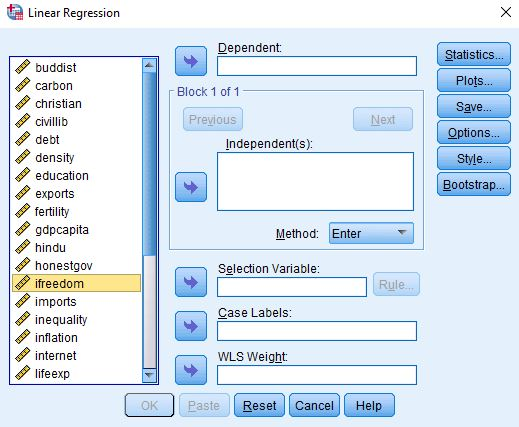 Linear Regression
buddist
carbon
christian
civillib
debt
density
education
exports
fertility
gdpcapita
hindu
honestgov
ifreedom
imports
inequality
inflation
internet
lifeexp
Dependent:
Block 1 of 1
Previous
Next
Independent(s):
Method: Enter
Selection Variable:
Rule...
Case Labels:
WLS Weight:
Statistics...
Plots...
Save...
Options...
Style...
Bootstrap...
OK Paste Reset Cancel Help